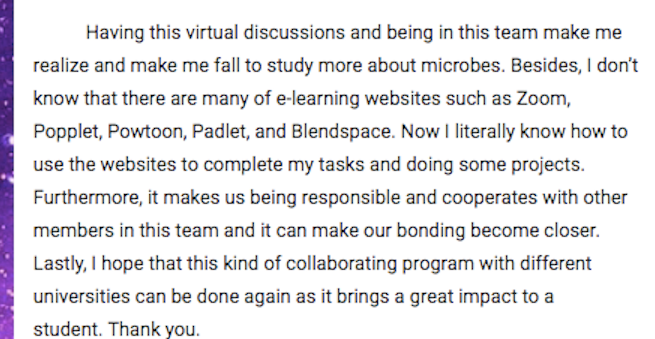 Having this virtual discussions and being in this team make me
realize and make me fall to study more about microbes. Besides, I don't
know that there are many of e-learning websites such as Zoom,
Popplet, Powtoon, Padlet, and Blendspace. Now I literally know how to
use the websites to complete my tasks and doing some projects.
Furthermore, it makes us being responsible and cooperates with other
members in this team and it can make our bonding become closer.
Lastly, I hope that this kind of collaborating program with different
universities can be done again as it brings a great impact to a
student. Thank you.